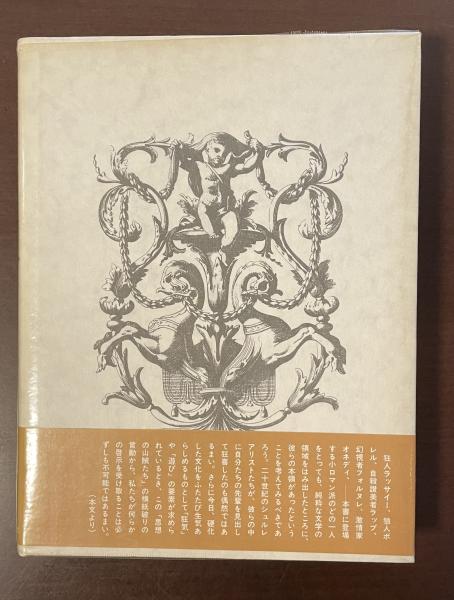 狂人ラッサイー、狼人ボ
レル、自殺讃美者ラップ、
幻視者フォルヌレ、激情家
オネディ、――本書に登場
する小ロマン派のどの一人
をとっても、純粋な文学の
領域をはみ出したところに、
彼らの本領があったという
ことを考えてみるべきであ
ろう。二十世紀のシュルレ
アリストたちが、彼らの中
に自分たちの先輩を見出し
て狂喜したのも偶然ではあ
るまい。さらに今日、硬化
した文化をふたたび生気あ
らしめるものとして「狂気」
や「遊び」の要素が求めら
れているとき、この「思想
の山賊たち」の横紙破りの
言動から、私たちが何らか
の啓示を受け取ることは必
ずしも不可能ではあるまい。
（本文より）